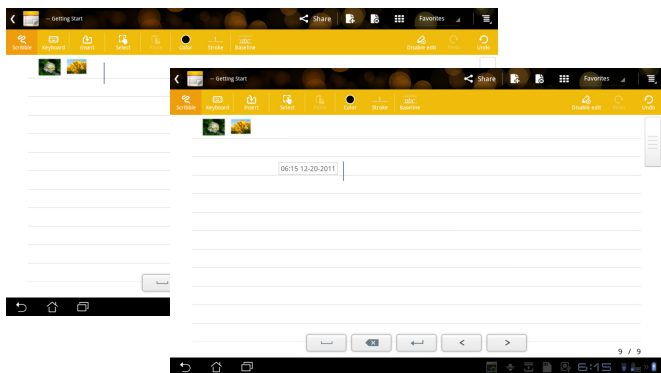 – Getting Start Share Favorites
Scribble Keyboard Insert Select Paste Color Stroke Baseline Disable edit Redo Undo
– Getting Start Share Favorites
Scribble Keyboard Insert Select Paste Color Stroke Baseline Disable edit Redo Undo
06:15 12-20-2011
9 / 9
6:15